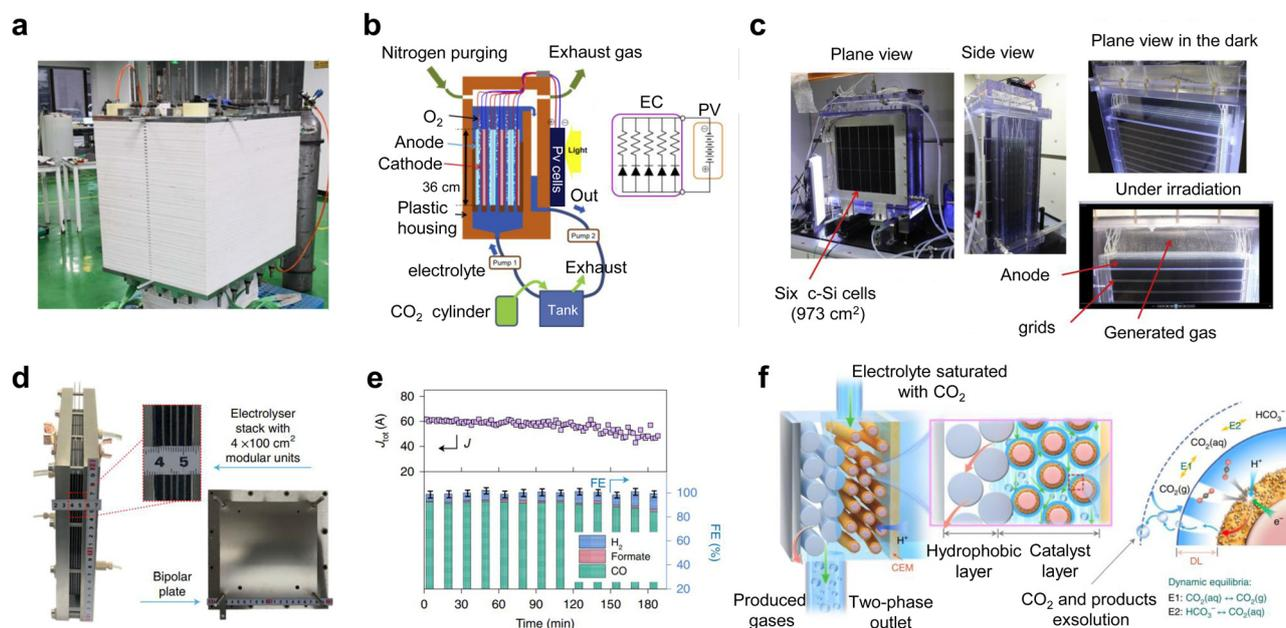 a
b
Nitrogen purging
Exhaust gas
O2
Anode
Cathode
36 cm
Plastic
housing
Pv cells
Light
EC
PV
Out
Pump 2
electrolyte
Pump 1
Exhaust
CO2 cylinder
Tank
c
Plane view
Side view
Plane view in the dark
Under irradiation
Six c-Si cells
(973 cm²)
Anode
grids
Generated gas
d
4 5
Electrolyser
stack with
4 ×100 cm²
modular units
Bipolar
plate
e
80
60
40
20
Jtot (A)
J
FE
100
80
60
40
20
FE (%)
H2
Formate
CO
0 30 60 90 120 150 180
Time (min)
f
Electrolyte saturated
with CO2
H⁺
CEM
Produced
gases
Two-phase
outlet
Hydrophobic
layer
Catalyst
layer
HCO3⁻
E2
CO2(aq)
E1
H⁺
CO2(g)
e⁻
DL
CO2 and products
exsolution
Dynamic equilibria:
E1: CO2(aq) ↔ CO2(g)
E2: HCO3⁻ ↔ CO2(aq)